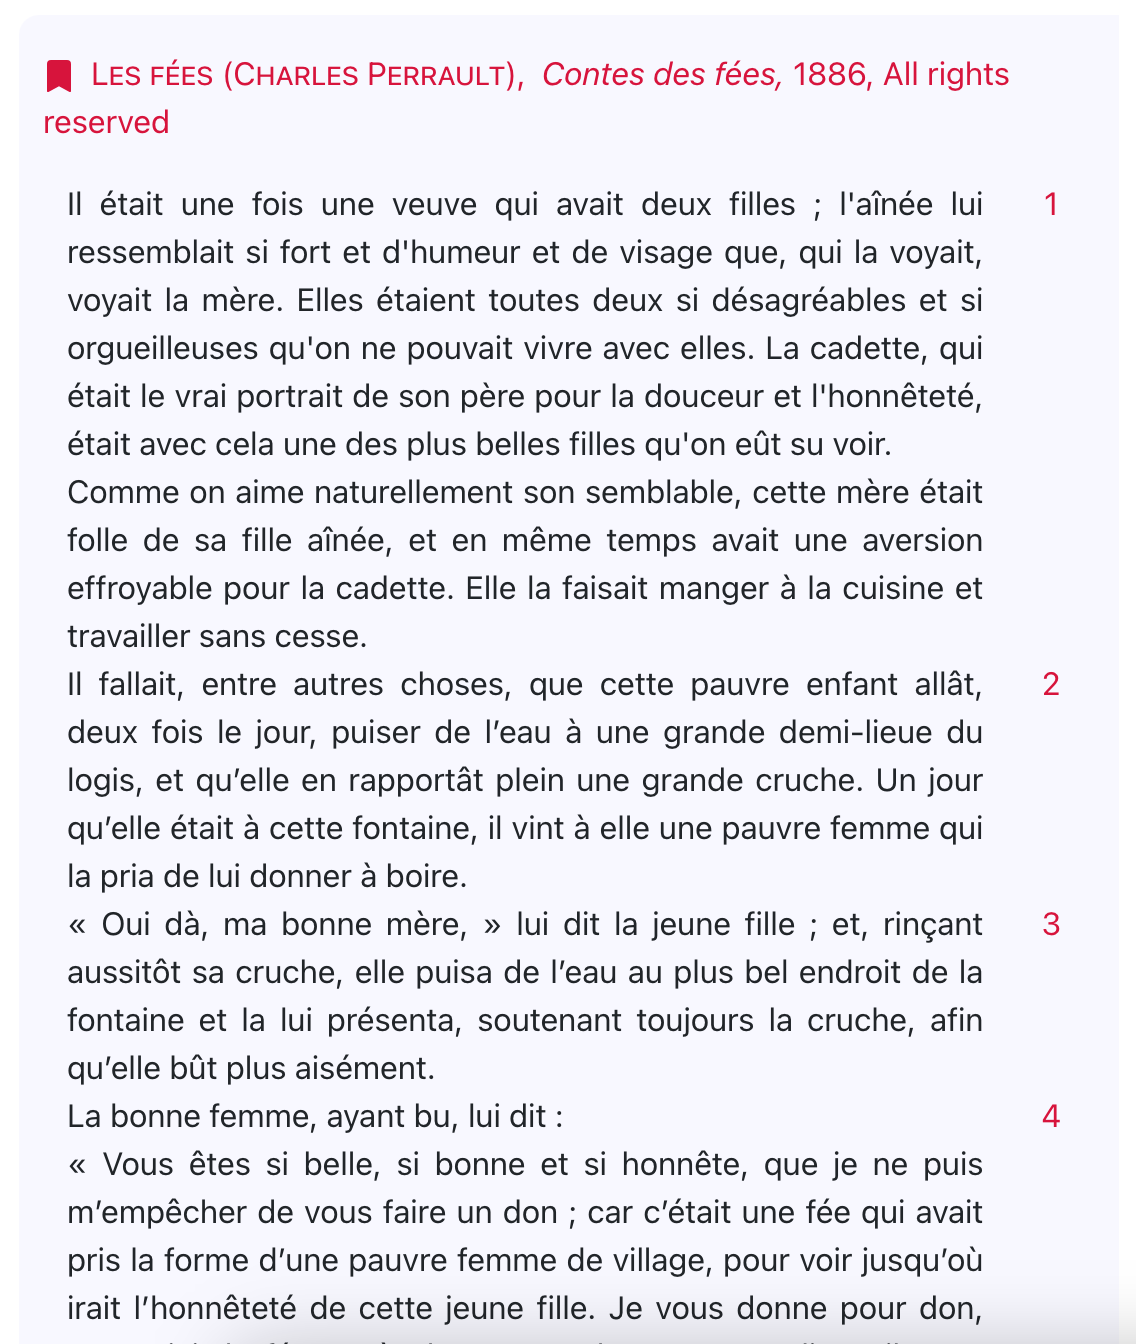 LES FÉES (CHARLES PERRAULT), Contes des fées, 1886, All rights
reserved
Il était une fois une veuve qui avait deux filles ; l'aînée lui 1
ressemblait si fort et d'humeur et de visage que, qui la voyait,
voyait la mère. Elles étaient toutes deux si désagréables et si
orgueilleuses qu'on ne pouvait vivre avec elles. La cadette, qui
était le vrai portrait de son père pour la douceur et l'honnêteté,
était avec cela une des plus belles filles qu'on eût su voir.
Comme on aime naturellement son semblable, cette mère était
folle de sa fille aînée, et en même temps avait une aversion
effroyable pour la cadette. Elle la faisait manger à la cuisine et
travailler sans cesse.
Il fallait, entre autres choses, que cette pauvre enfant allât, 2
deux fois le jour, puiser de l’eau à une grande demi-lieue du
logis, et qu’elle en rapportât plein une grande cruche. Un jour
qu’elle était à cette fontaine, il vint à elle une pauvre femme qui
la pria de lui donner à boire.
« Oui dà, ma bonne mère, » lui dit la jeune fille ; et, rinçant 3
aussitôt sa cruche, elle puisa de l’eau au plus bel endroit de la
fontaine et la lui présenta, soutenant toujours la cruche, afin
qu’elle bût plus aisément.
La bonne femme, ayant bu, lui dit : 4
« Vous êtes si belle, si bonne et si honnête, que je ne puis
m’empêcher de vous faire un don ; car c’était une fée qui avait
pris la forme d’une pauvre femme de village, pour voir jusqu’où
irait l’honnêteté de cette jeune fille. Je vous donne pour don,